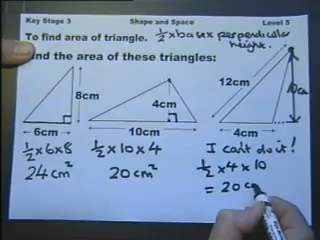 Key Stage 3 Shape and Space Level 5
To find area of triangle. ½ x base x perpendicular height.
ind the area of these triangles:
8cm
6cm
½ x 6 x 8
24 cm²
4cm
10cm
½ x 10 x 4
20 cm²
12cm
10cm
4cm
I can't do it!
½ x 4 x 10
= 20 c